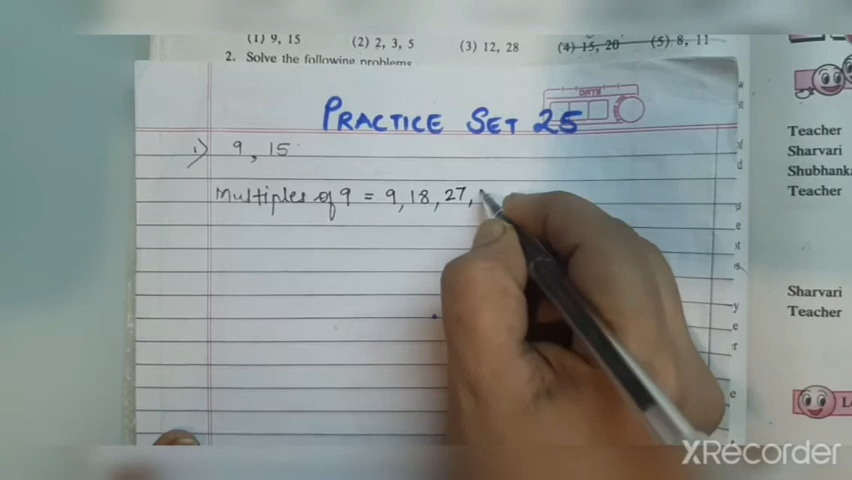 (1) 9, 15 (2) 2, 3, 5 (3) 12, 28 (4) 15, 20 (5) 8, 11
2. Solve the following problems.
DATE
PRACTICE SET 25
1) 9, 15
Multiples of 9 = 9, 18, 27,
Teacher
Sharvari
Shubhanka
Teacher
Sharvari
Teacher
L
XRecorder